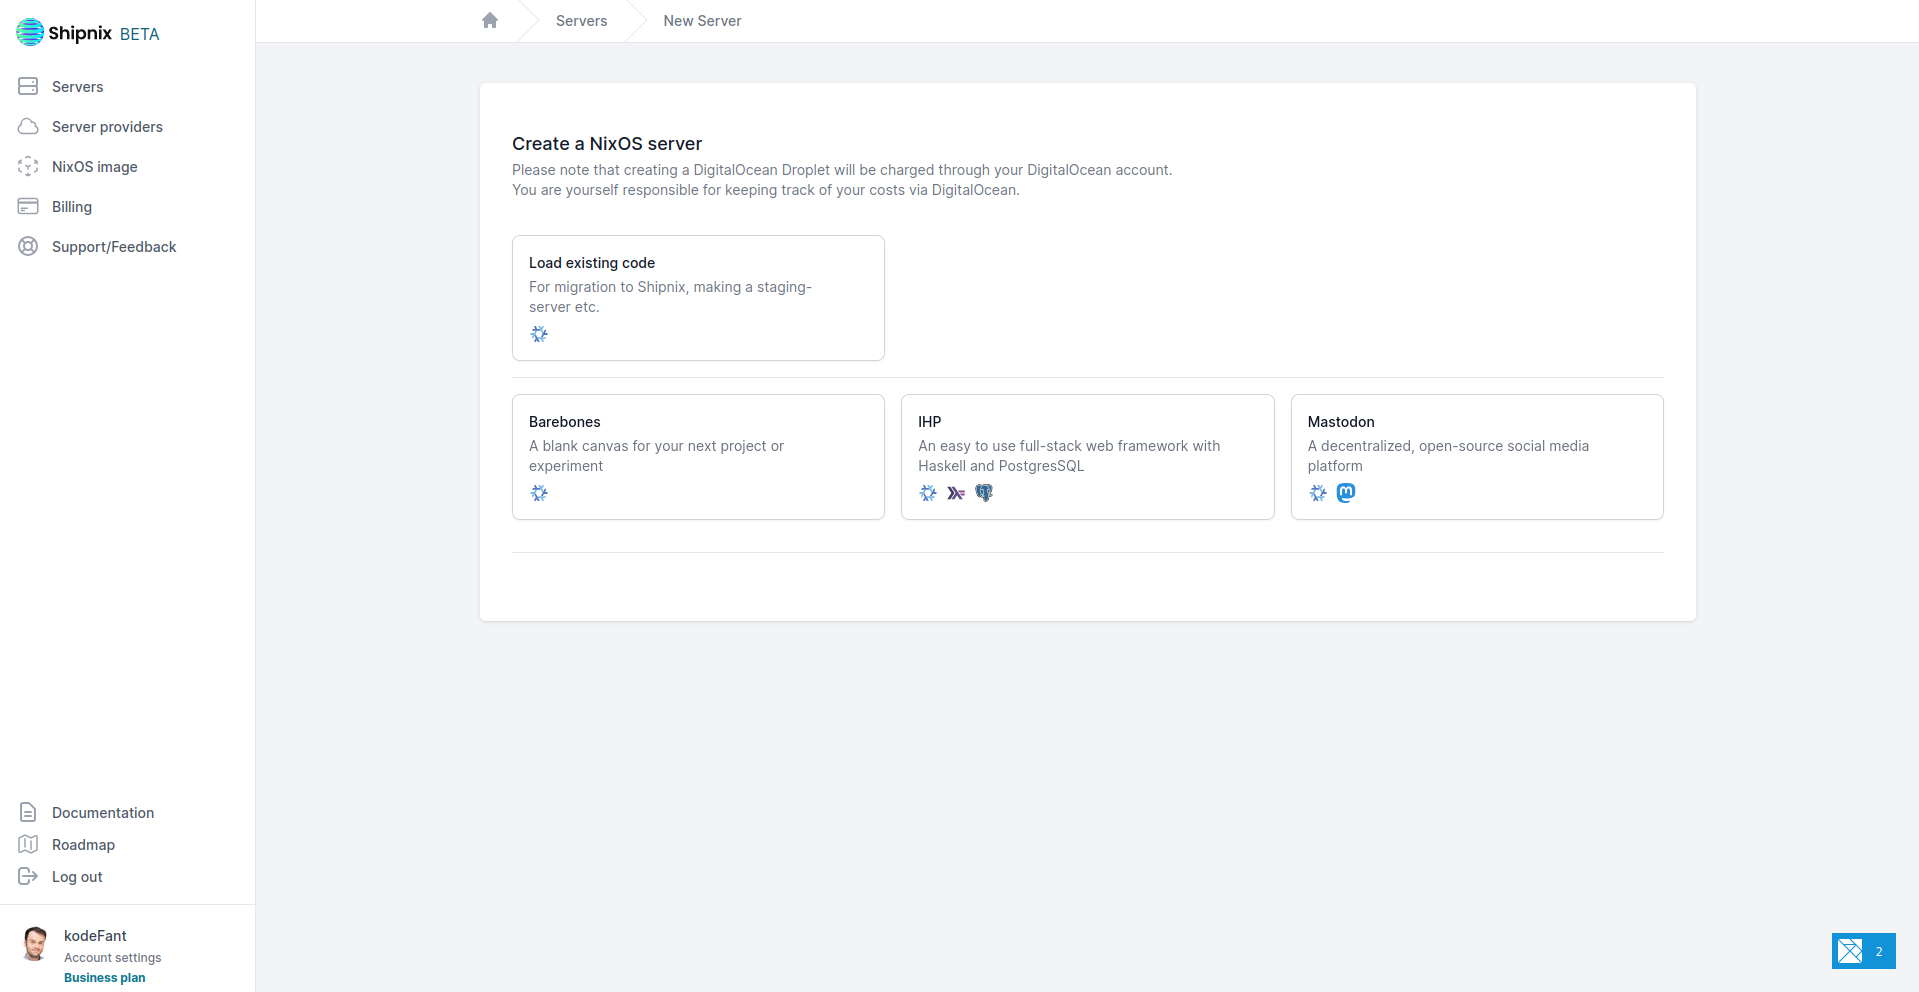 Shipnix BETA
Servers
Server providers
NixOS image
Billing
Support/Feedback
Documentation
Roadmap
Log out
kodeFant
Account settings
Business plan
Servers
New Server
Create a NixOS server
Please note that creating a DigitalOcean Droplet will be charged through your DigitalOcean account.
You are yourself responsible for keeping track of your costs via DigitalOcean.
Load existing code
For migration to Shipnix, making a staging-
server etc.
Barebones
A blank canvas for your next project or
experiment
IHP
An easy to use full-stack web framework with
Haskell and PostgresSQL
Mastodon
A decentralized, open-source social media
platform
2